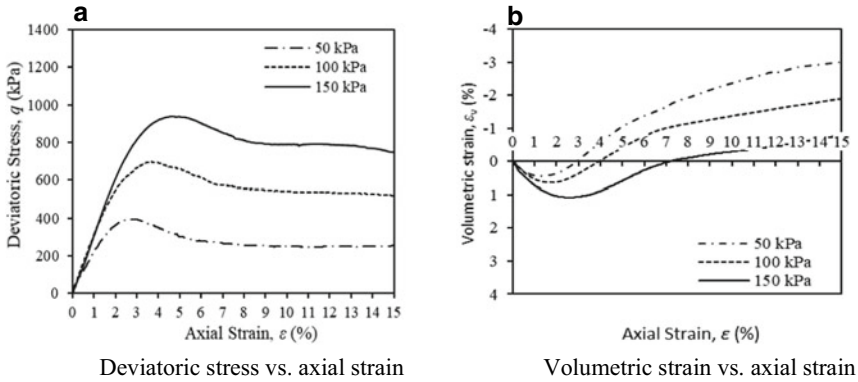 a
1400
1200
1000
800
600
400
200
0
Deviatoric Stress, q (kPa)
50 kPa
100 kPa
150 kPa
0 1 2 3 4 5 6 7 8 9 10 11 12 13 14 15
Axial Strain, ε (%)
Deviatoric stress vs. axial strain
b
-4
-3
-2
-1
0
1
2
3
4
Volumetric strain, εv (%)
0 1 2 3 4 5 6 7 8 9 10 11 12 13 14 15
50 kPa
100 kPa
150 kPa
Axial Strain, ε (%)
Volumetric strain vs. axial strain